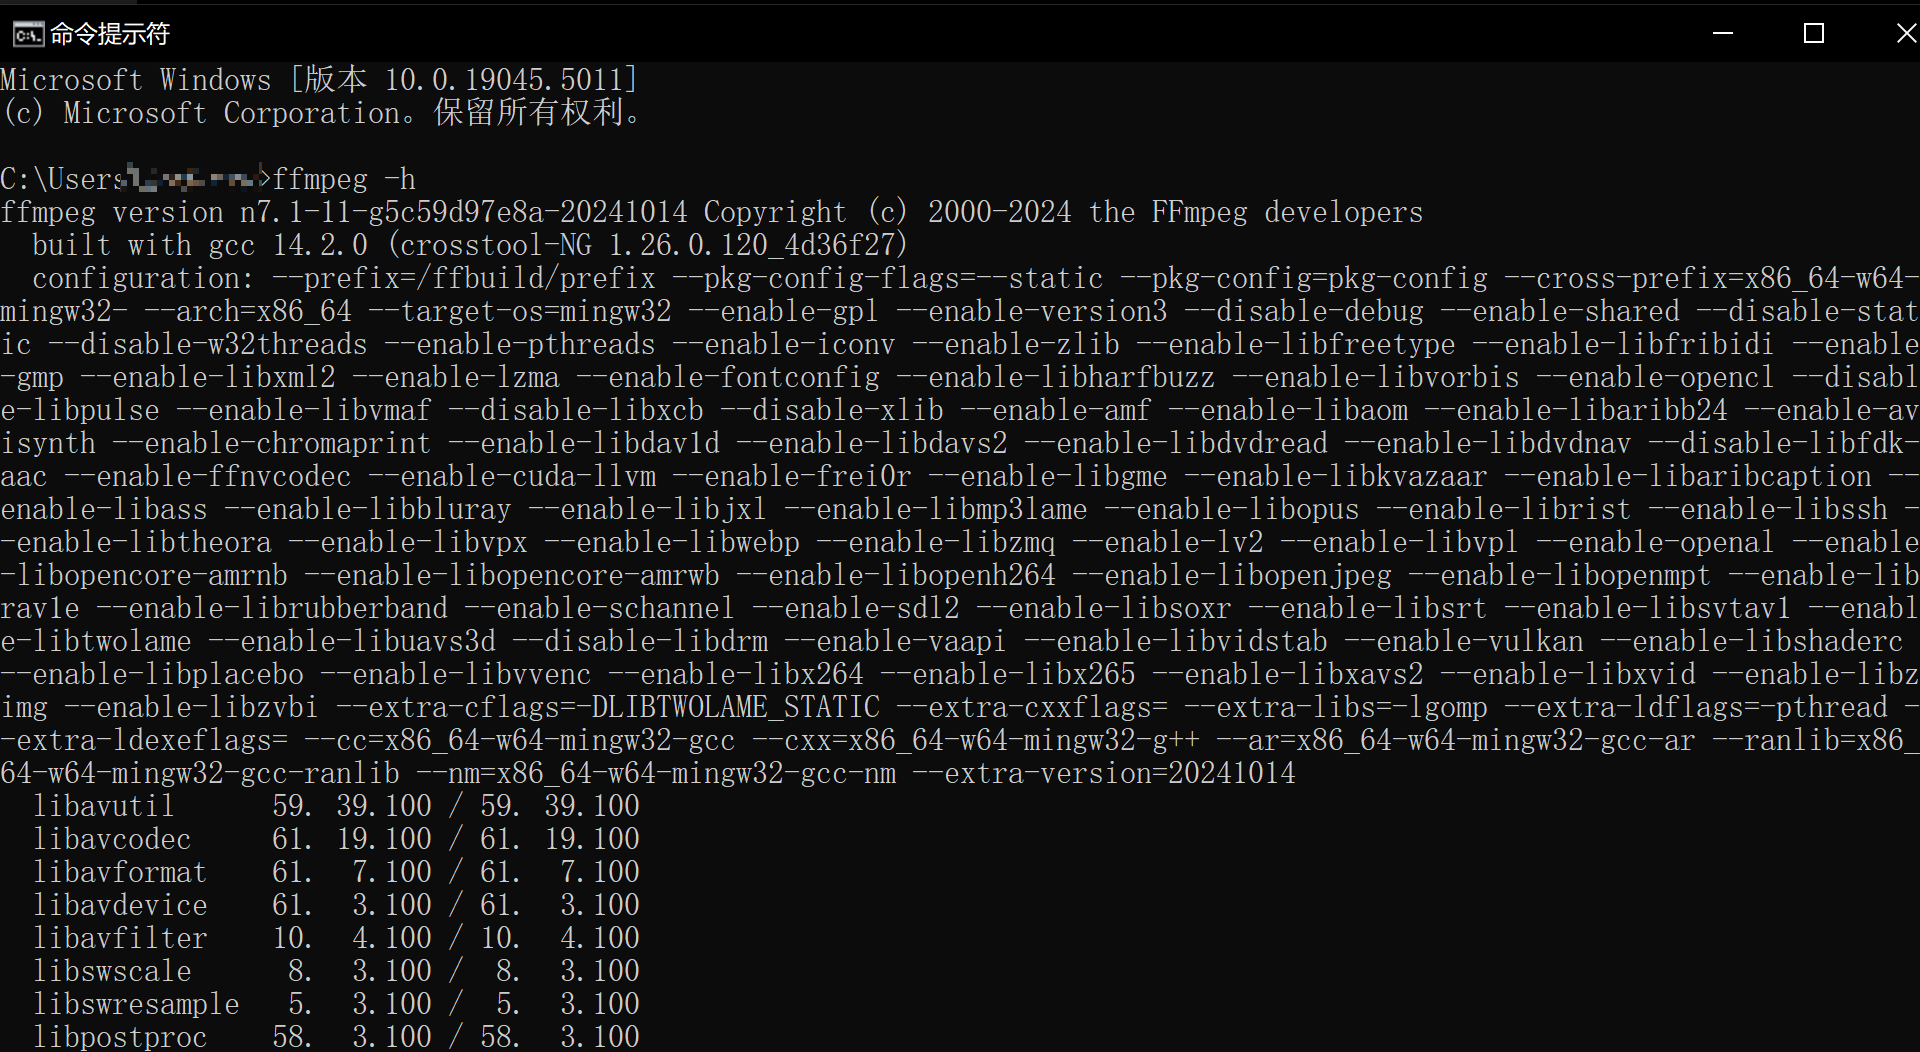 命令提示符
Microsoft Windows [版本 10.0.19045.5011]
(c) Microsoft Corporation。保留所有权利。
C:\Users>ffmpeg -h
ffmpeg version n7.1-11-g5c59d97e8a-20241014 Copyright (c) 2000-2024 the FFmpeg developers
built with gcc 14.2.0 (crosstool-NG 1.26.0.120_4d36f27)
configuration: --prefix=/ffbuild/prefix --pkg-config-flags=--static --pkg-config=pkg-config --cross-prefix=x86_64-w64-
mingw32- --arch=x86_64 --target-os=mingw32 --enable-gpl --enable-version3 --disable-debug --enable-shared --disable-stat
ic --disable-w32threads --enable-pthreads --enable-iconv --enable-zlib --enable-libfreetype --enable-libfribidi --enable
-gmp --enable-libxml2 --enable-lzma --enable-fontconfig --enable-libharfbuzz --enable-libvorbis --enable-opencl --disabl
e-libpulse --enable-libvmaf --disable-libxcb --disable-xlib --enable-amf --enable-libaom --enable-libaribb24 --enable-av
isynth --enable-chromaprint --enable-libdav1d --enable-libdavs2 --enable-libdvdread --enable-libdvdnav --disable-libfdk-
aac --enable-ffnvcodec --enable-cuda-llvm --enable-frei0r --enable-libgme --enable-libkvazaar --enable-libaribcaption --
enable-libass --enable-libbluray --enable-libjxl --enable-libmp3lame --enable-libopus --enable-librist --enable-libssh -
-enable-libtheora --enable-libvpx --enable-libwebp --enable-libzmq --enable-lv2 --enable-libvpl --enable-openal --enable
-libopencore-amrnb --enable-libopencore-amrwb --enable-libopenh264 --enable-libopenjpeg --enable-libopenmpt --enable-lib
rav1e --enable-librubberband --enable-schannel --enable-sdl2 --enable-libsoxr --enable-libsrt --enable-libsvtav1 --enabl
e-libtwolame --enable-libuavs3d --disable-libdrm --enable-vaapi --enable-libvidstab --enable-vulkan --enable-libshaderc
--enable-libplacebo --enable-libvvenc --enable-libx264 --enable-libx265 --enable-libxavs2 --enable-libxvid --enable-libz
img --enable-libzvbi --extra-cflags=-DLIBTWOLAME_STATIC --extra-cxxflags= --extra-libs=-lgomp --extra-ldflags=-pthread -
-extra-ldexeflags= --cc=x86_64-w64-mingw32-gcc --cxx=x86_64-w64-mingw32-g++ --ar=x86_64-w64-mingw32-gcc-ar --ranlib=x86_
64-w64-mingw32-gcc-ranlib --nm=x86_64-w64-mingw32-gcc-nm --extra-version=20241014
libavutil 59. 39.100 / 59. 39.100
libavcodec 61. 19.100 / 61. 19.100
libavformat 61. 7.100 / 61. 7.100
libavdevice 61. 3.100 / 61. 3.100
libavfilter 10. 4.100 / 10. 4.100
libswscale 8. 3.100 / 8. 3.100
libswresample 5. 3.100 / 5. 3.100
libpostproc 58. 3.100 / 58. 3.100